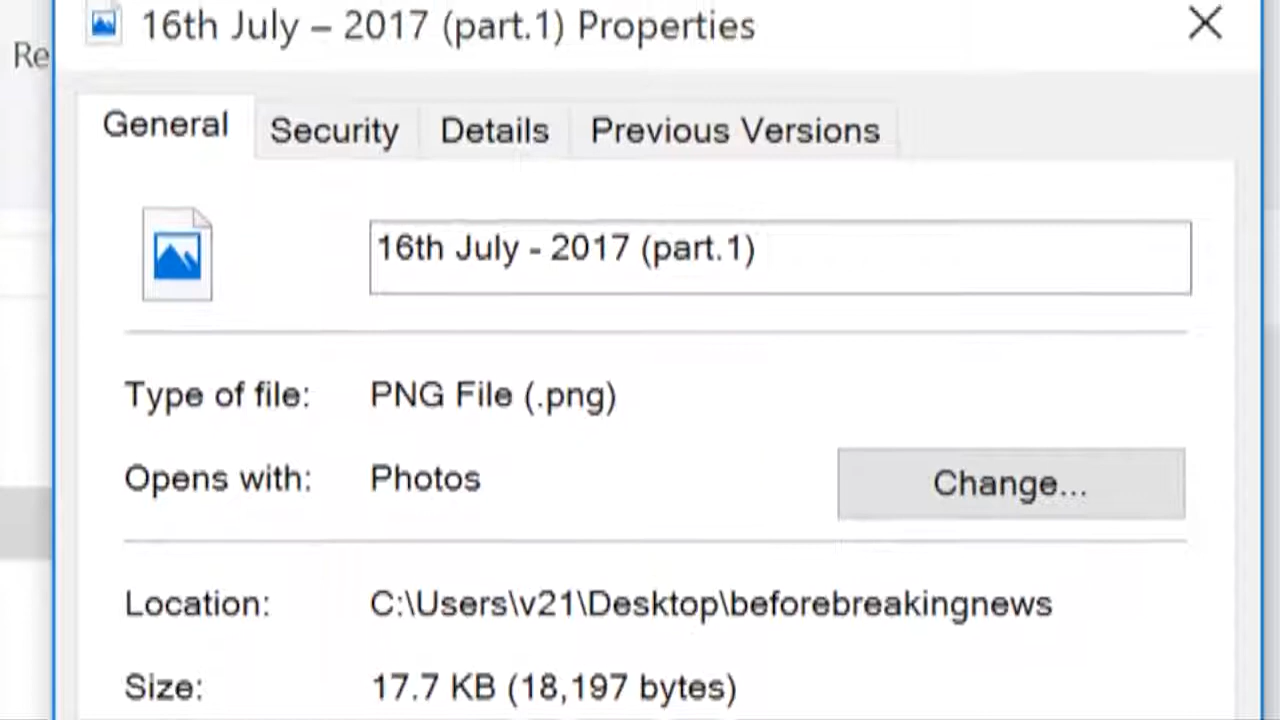 16th July – 2017 (part.1) Properties
Re
General Security Details Previous Versions
16th July - 2017 (part.1)
Type of file: PNG File (.png)
Opens with: Photos Change...
Location: C:\Users\v21\Desktop\beforebreakingnews
Size: 17.7 KB (18,197 bytes)